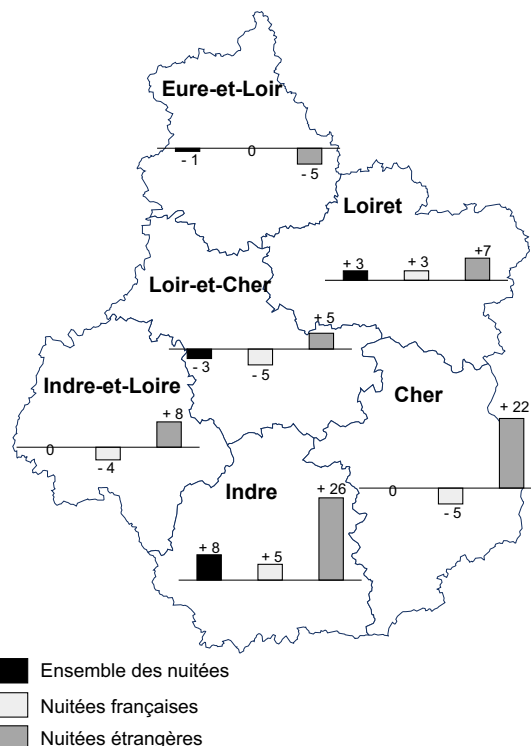 Eure-et-Loir
- 1
0
- 5
Loiret
+ 3
+ 3
+7
Loir-et-Cher
- 3
- 5
+ 5
Indre-et-Loire
0
- 4
+ 8
Cher
0
- 5
+ 22
Indre
+ 8
+ 5
+ 26
Ensemble des nuitées
Nuitées françaises
Nuitées étrangères